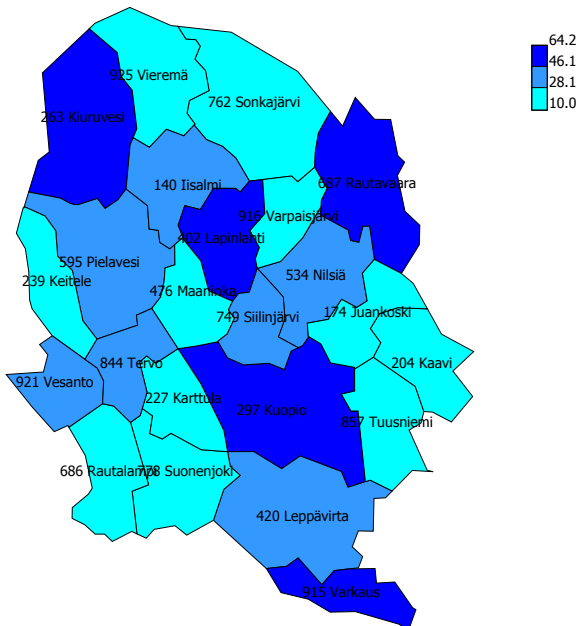 64.2
925 Vieremä
46.1
28.1
762 Sonkajärvi
10.0
263 Kiuruvesi
140 Iisalmi
687 Rautavaara
916 Varpaisjärvi
402 Lapinlahti
595 Pielavesi
239 Keitele
534 Nilsiä
476 Maaninka
174 Juankoski
749 Siilinjärvi
844 Tervo
204 Kaavi
921 Vesanto
227 Karttula
297 Kuopio
857 Tuusniemi
686 Rautalampi
778 Suonenjoki
420 Leppävirta
915 Varkaus